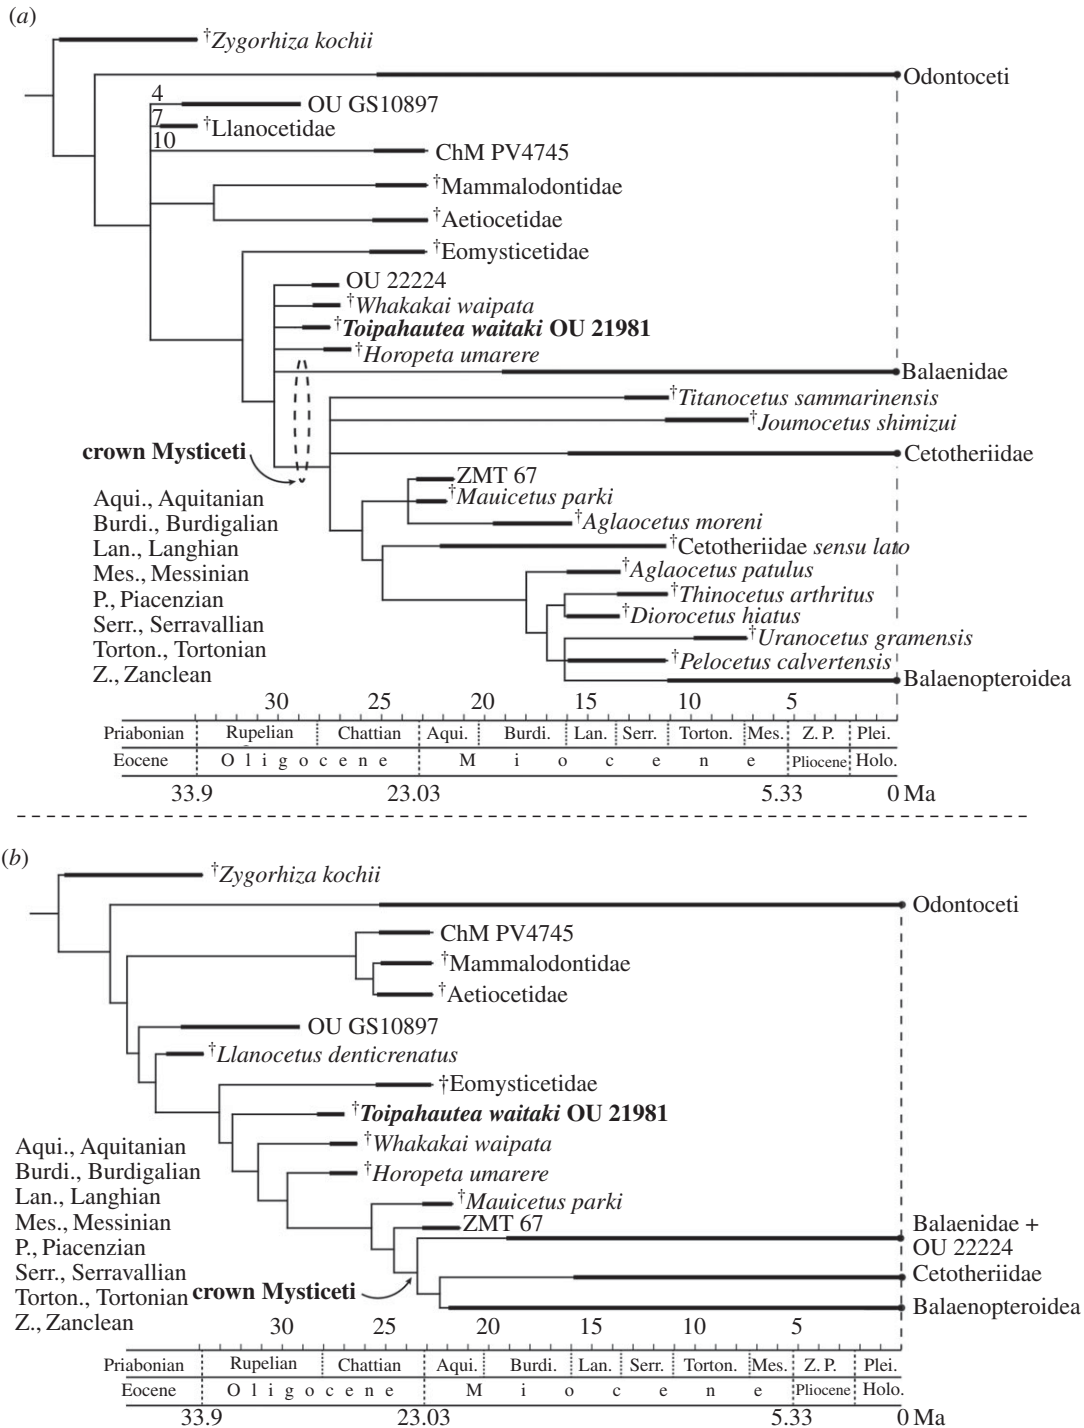 (a)
†Zygorhiza kochii
Odontoceti
4
OU GS10897
7
†Llanocetidae
10
ChM PV4745
†Mammalodontidae
†Aetiocetidae
†Eomysticetidae
OU 22224
†Whakakai waipata
†Toipahautea waitaki OU 21981
†Horopeta umarere
Balaenidae
†Titanocetus sammarinensis
†Joumocetus shimizui
crown Mysticeti
Cetotheriidae
ZMT 67
†Mauicetus parki
†Aglaocetus moreni
†Cetotheriidae sensu lato
†Aglaocetus patulus
†Thinocetus arthritus
†Diorocetus hiatus
†Uranocetus gramensis
†Pelocetus calvertensis
Balaenopteroidea
Aqui., Aquitanian
Burdi., Burdigalian
Lan., Langhian
Mes., Messinian
P., Piacenzian
Serr., Serravallian
Torton., Tortonian
Z., Zanclean
30 25 20 15 10 5
Priabonian Rupelian Chattian Aqui. Burdi. Lan. Serr. Torton. Mes. Z. P. Plei.
Eocene Oligocene Miocene Pliocene Holo.
33.9 23.03 5.33 0 Ma
(b)
†Zygorhiza kochii
Odontoceti
ChM PV4745
†Mammalodontidae
†Aetiocetidae
OU GS10897
†Llanocetus denticrenatus
†Eomysticetidae
†Toipahautea waitaki OU 21981
†Whakakai waipata
†Horopeta umarere
†Mauicetus parki
ZMT 67
Balaenidae +
OU 22224
Cetotheriidae
crown Mysticeti
Balaenopteroidea
Aqui., Aquitanian
Burdi., Burdigalian
Lan., Langhian
Mes., Messinian
P., Piacenzian
Serr., Serravallian
Torton., Tortonian
Z., Zanclean
30 25 20 15 10 5
Priabonian Rupelian Chattian Aqui. Burdi. Lan. Serr. Torton. Mes. Z. P. Plei.
Eocene Oligocene Miocene Pliocene Holo.
33.9 23.03 5.33 0 Ma